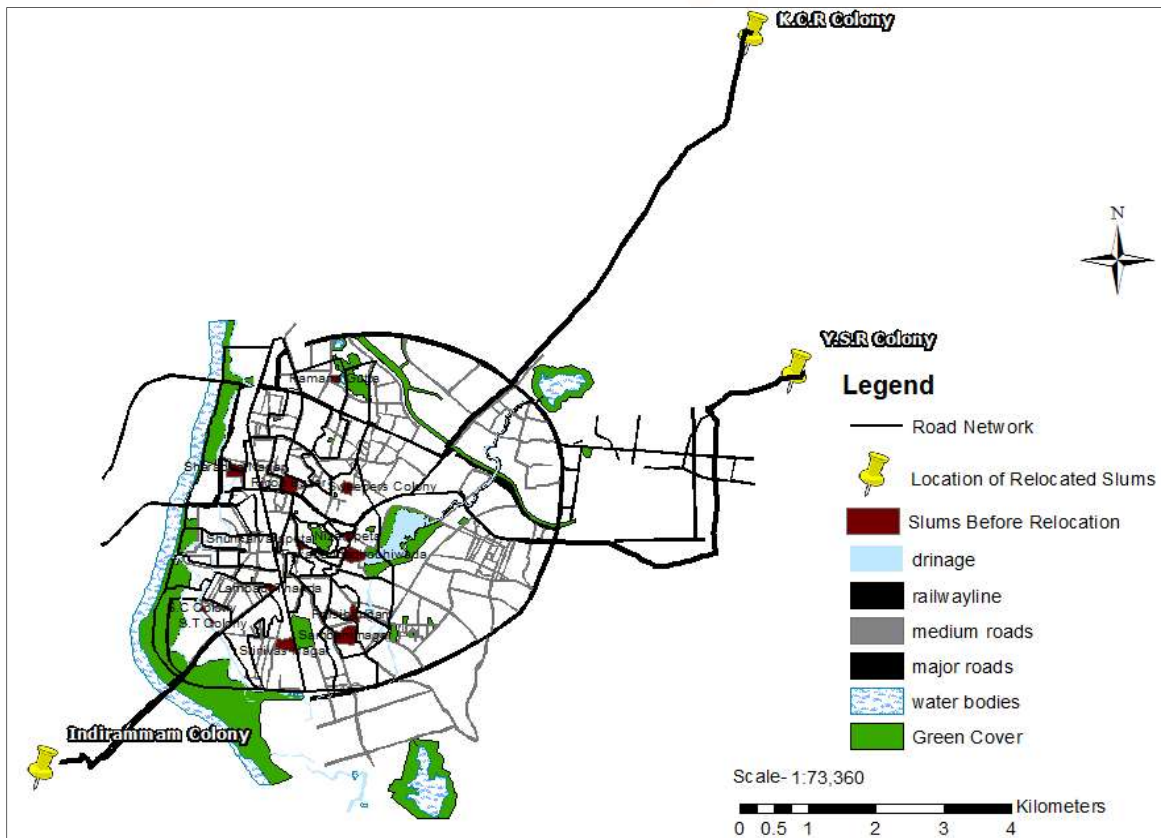 K.C.R Colony
N
Y.S.R Colony
Legend
Road Network
Location of Relocated Slums
Slums Before Relocation
drinage
railwayline
medium roads
major roads
water bodies
Green Cover
Scale- 1:73,360
Kilometers
0 0.5 1 2 3 4
Sweepers Colony
S.C Colony
S.T Colony
Srinivas Nagar
Indirammam Colony